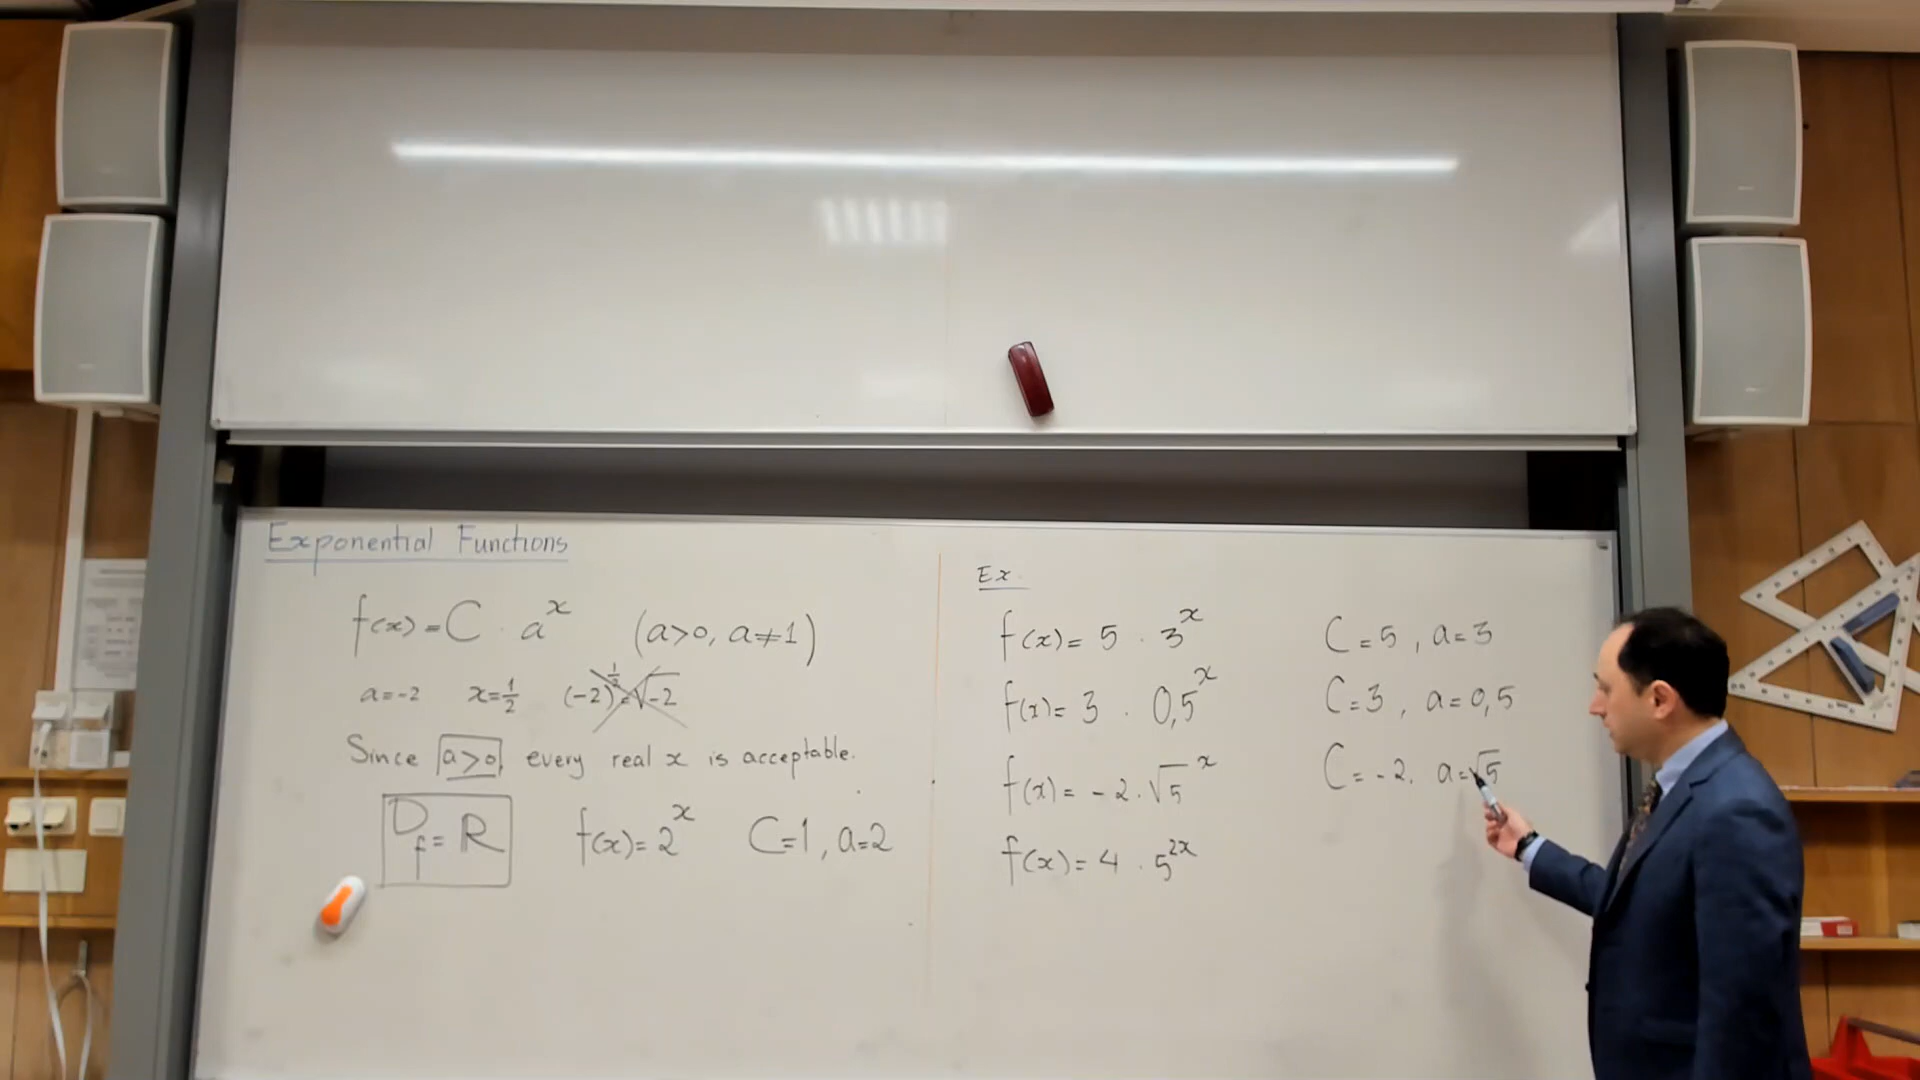 Exponential Functions
f(x) = C · a^x (a>0, a≠1)
a=-2 x=1/2 (-2)^1/2=√-2
Since a>0, every real x is acceptable.
D_f = R f(x)=2^x C=1, a=2
Ex.
f(x)= 5 · 3^x C=5, a=3
f(x)= 3 · 0,5^x C=3, a=0,5
f(x)= -2·√5^x C=-2, a=√5
f(x)= 4 · 5^2x